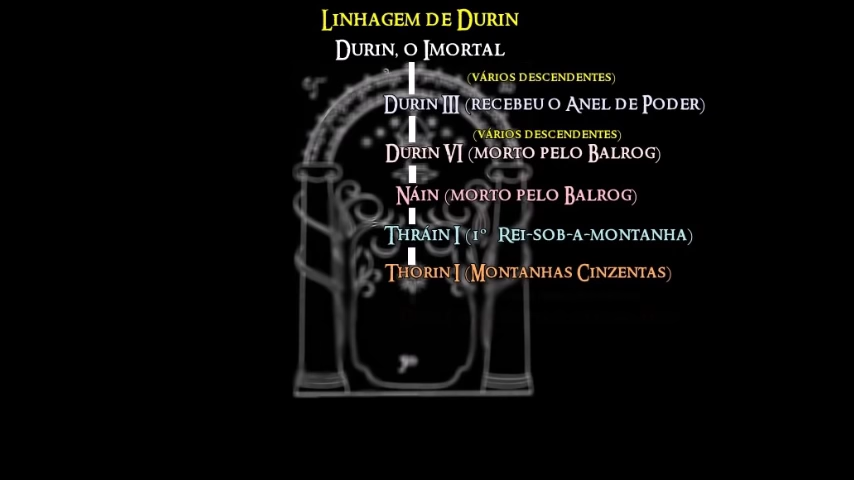 Linhagem de Durin
Durin, o Imortal
(vários descendentes)
Durin III (recebeu o Anel de Poder)
(vários descendentes)
Durin VI (morto pelo Balrog)
Náin (morto pelo Balrog)
Thráin I (1º Rei-sob-a-montanha)
Thorin I (Montanhas Cinzentas)